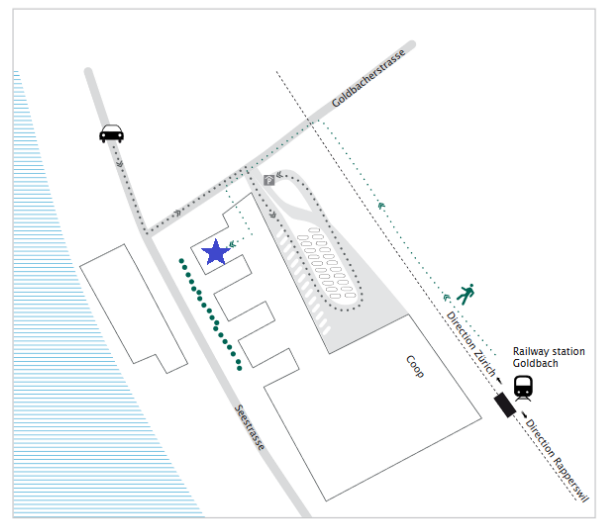 Goldbacherstrasse
P
Direction Zürich
Railway station
Goldbach
Coop
Seestrasse
Direction Rapperswil